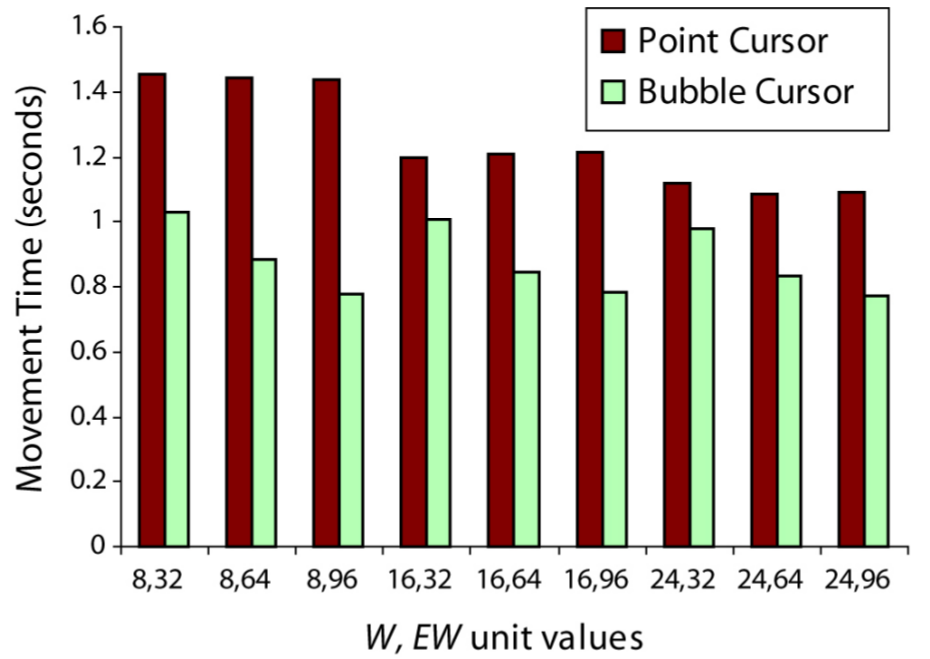 1.6
1.4
1.2
1
0.8
0.6
0.4
0.2
0
Movement Time (seconds)
Point Cursor
Bubble Cursor
8,32 8,64 8,96 16,32 16,64 16,96 24,32 24,64 24,96
W, EW unit values